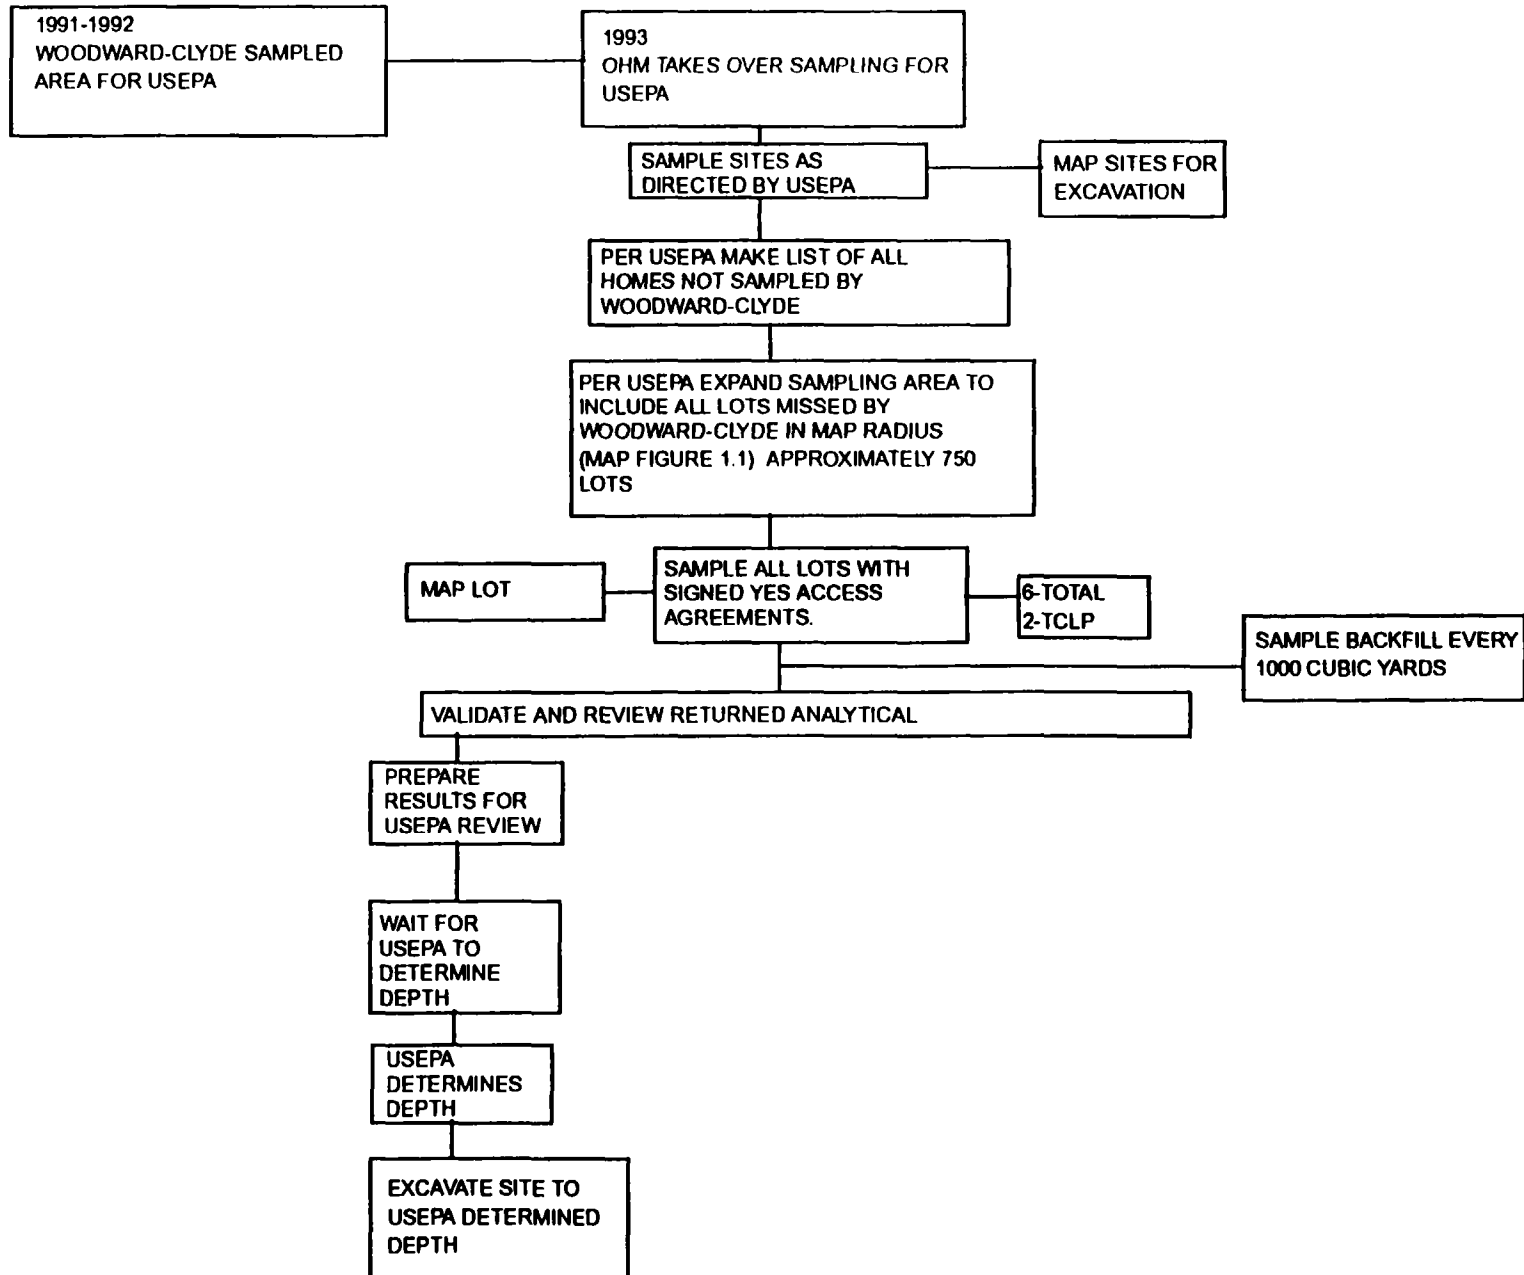 1991-1992
WOODWARD-CLYDE SAMPLED
AREA FOR USEPA
1993
OHM TAKES OVER SAMPLING FOR
USEPA
SAMPLE SITES AS
DIRECTED BY USEPA
MAP SITES FOR
EXCAVATION
PER USEPA MAKE LIST OF ALL
HOMES NOT SAMPLED BY
WOODWARD-CLYDE
PER USEPA EXPAND SAMPLING AREA TO
INCLUDE ALL LOTS MISSED BY
WOODWARD-CLYDE IN MAP RADIUS
(MAP FIGURE 1.1) APPROXIMATELY 750
LOTS
MAP LOT
SAMPLE ALL LOTS WITH
SIGNED YES ACCESS
AGREEMENTS.
6-TOTAL
2-TCLP
SAMPLE BACKFILL EVERY
1000 CUBIC YARDS
VALIDATE AND REVIEW RETURNED ANALYTICAL
PREPARE
RESULTS FOR
USEPA REVIEW
WAIT FOR
USEPA TO
DETERMINE
DEPTH
USEPA
DETERMINES
DEPTH
EXCAVATE SITE TO
USEPA DETERMINED
DEPTH